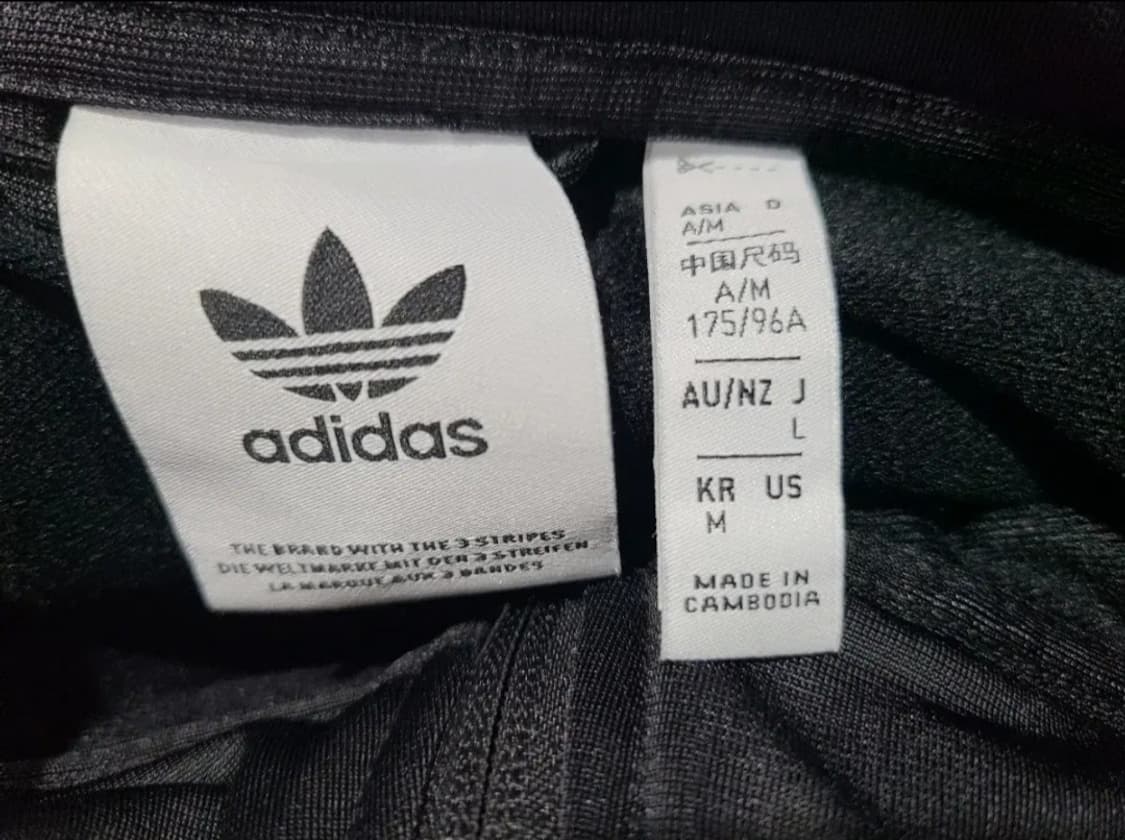 adidas
THE BRAND WITH THE 3 STRIPES
DIE WELTMARKE MIT DEN 3 STREIFEN
LA MARQUE AUX 3 BANDES
ASIA D
A/M
中国尺码
A/M
175/96A
AU/NZ J
L
KR US
M
MADE IN
CAMBODIA